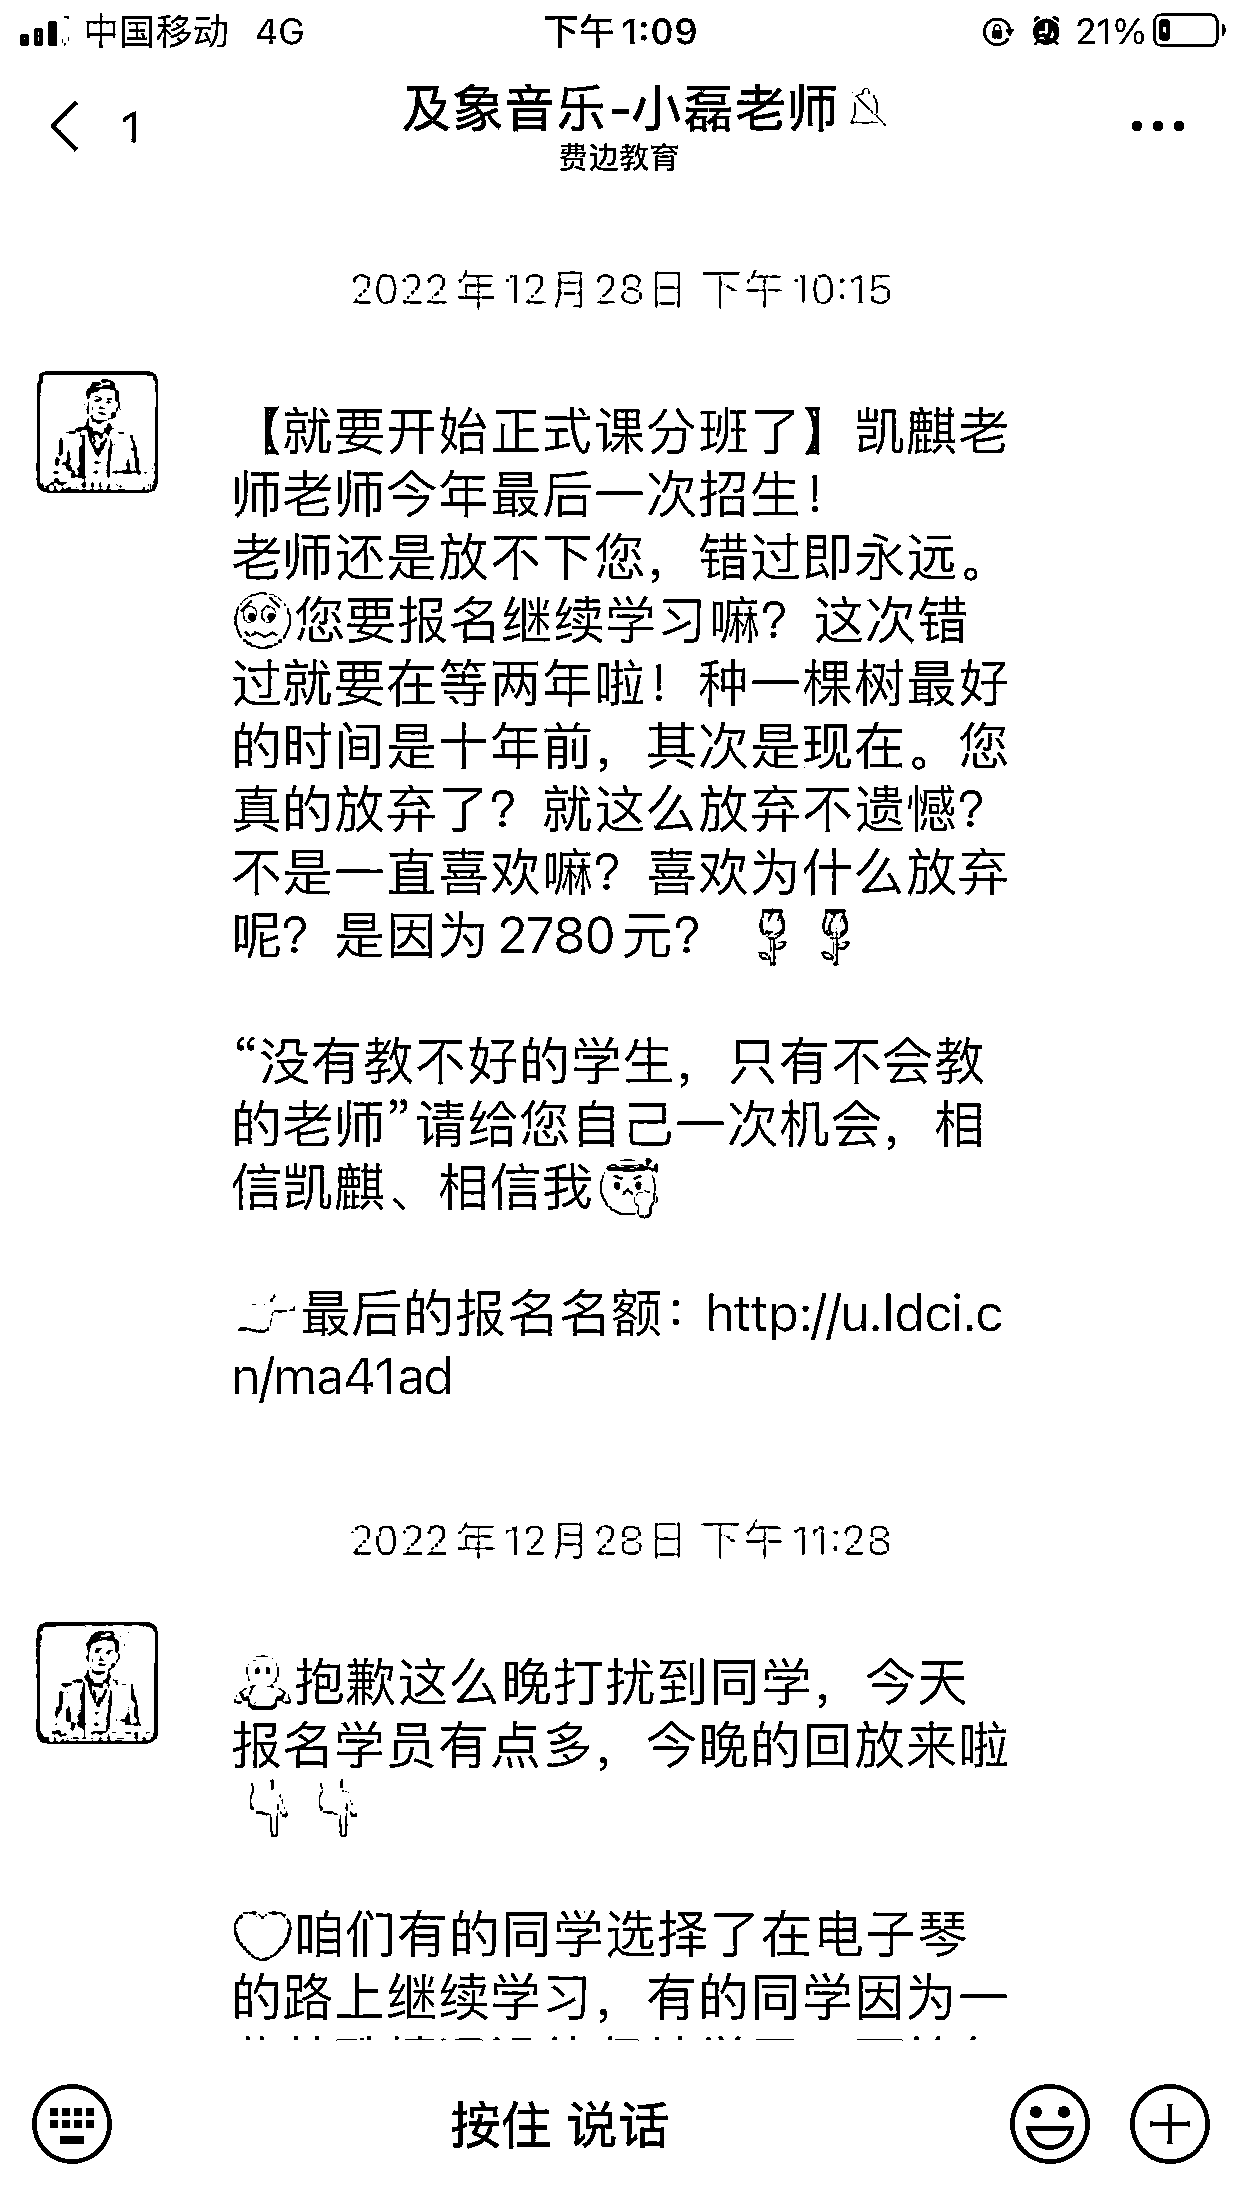 中国移动 4G 下午1:09 21%
1 及象音乐-小磊老师
费边教育
2022年12月28日 下午10:15
【就要开始正式课分班了】凯麒老
师老师今年最后一次招生！
老师还是放不下您，错过即永远。
您要报名继续学习嘛？这次错
过就要在等两年啦！种一棵树最好
的时间是十年前，其次是现在。您
真的放弃了？就这么放弃不遗憾？
不是一直喜欢嘛？喜欢为什么放弃
呢？是因为2780元？🌹🌹
“没有教不好的学生，只有不会教
的老师”请给您自己一次机会，相
信凯麒、相信我
👉最后的报名名额：http://u.ldci.c
n/ma41ad
2022年12月28日 下午11:28
抱歉这么晚打扰到同学，今天
报名学员有点多，今晚的回放来啦
👇👇
❤咱们有的同学选择了在电子琴
的路上继续学习，有的同学因为一
按住 说话